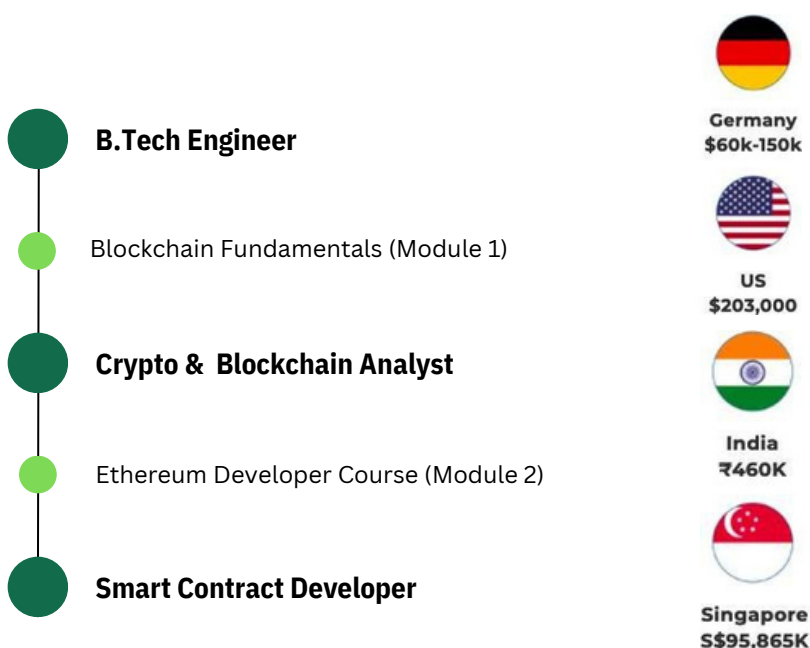 B.Tech Engineer
Blockchain Fundamentals (Module 1)
Crypto & Blockchain Analyst
Ethereum Developer Course (Module 2)
Smart Contract Developer
Germany
$60k-150k
US
$203,000
India
₹460K
Singapore
S$95,865K